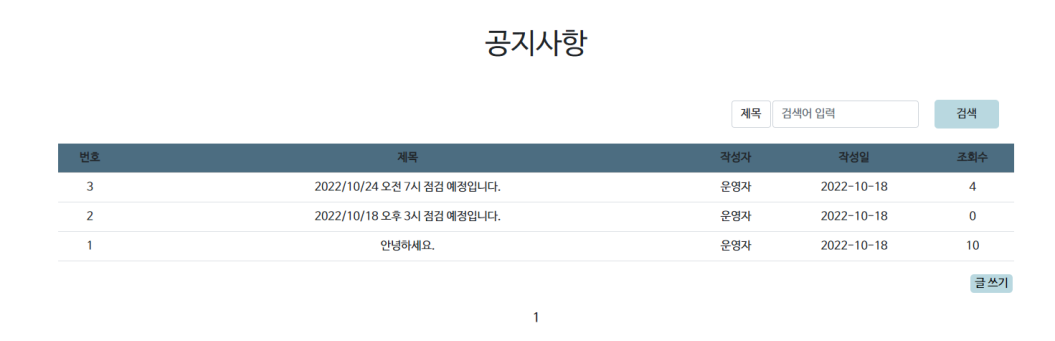 공지사항
제목 검색어 입력 검색
번호 제목 작성자 작성일 조회수
3 2022/10/24 오전 7시 점검 예정입니다. 운영자 2022-10-18 4
2 2022/10/18 오후 3시 점검 예정입니다. 운영자 2022-10-18 0
1 안녕하세요. 운영자 2022-10-18 10
글 쓰기
1